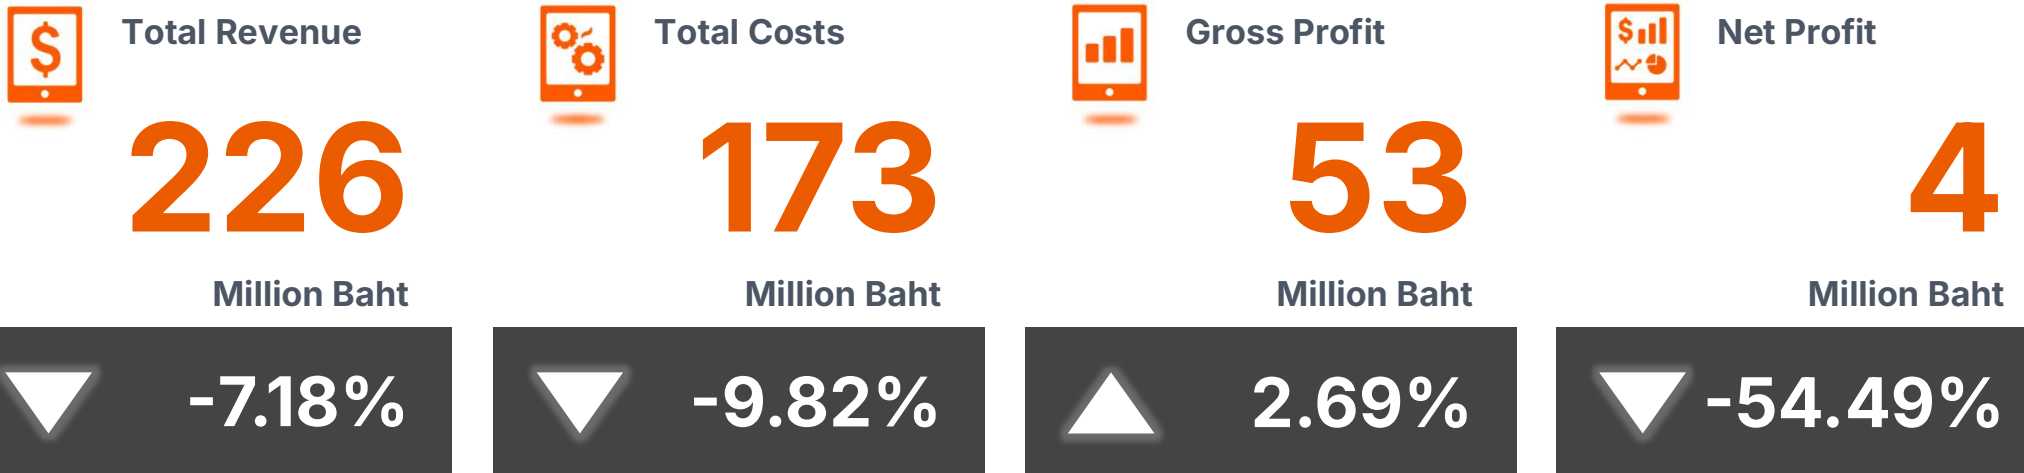 Total Revenue
226
Million Baht
-7.18%
Total Costs
173
Million Baht
-9.82%
Gross Profit
53
Million Baht
2.69%
Net Profit
4
Million Baht
-54.49%